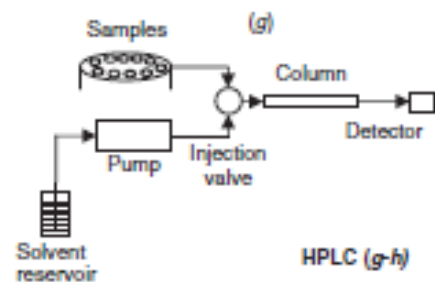 (g)
Samples
Column
Pump
Injection
valve
Detector
Solvent
reservoir
HPLC (g-h)